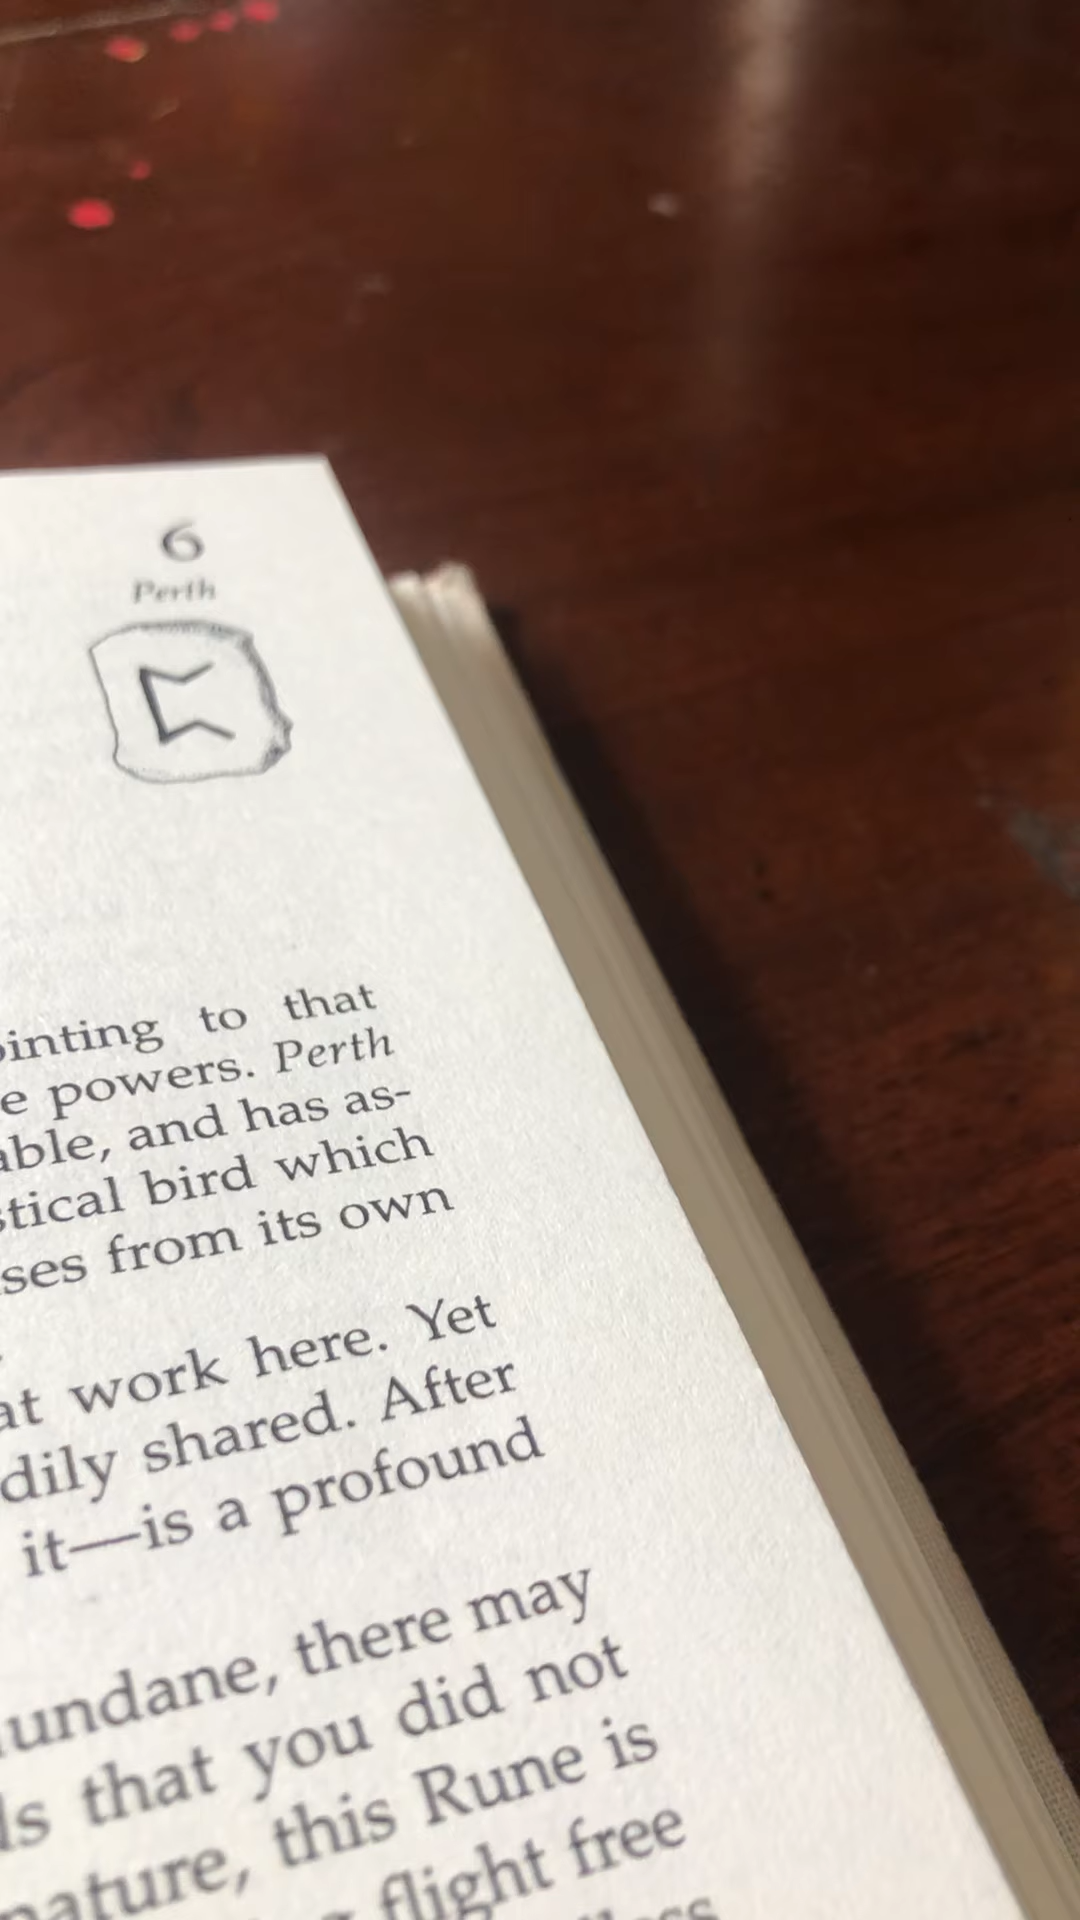 6
Perth
ointing to that
e powers. Perth
able, and has as-
stical bird which
ses from its own
at work here. Yet
dily shared. After
it—is a profound
undane, there may
ls that you did not
nature, this Rune is
flight free